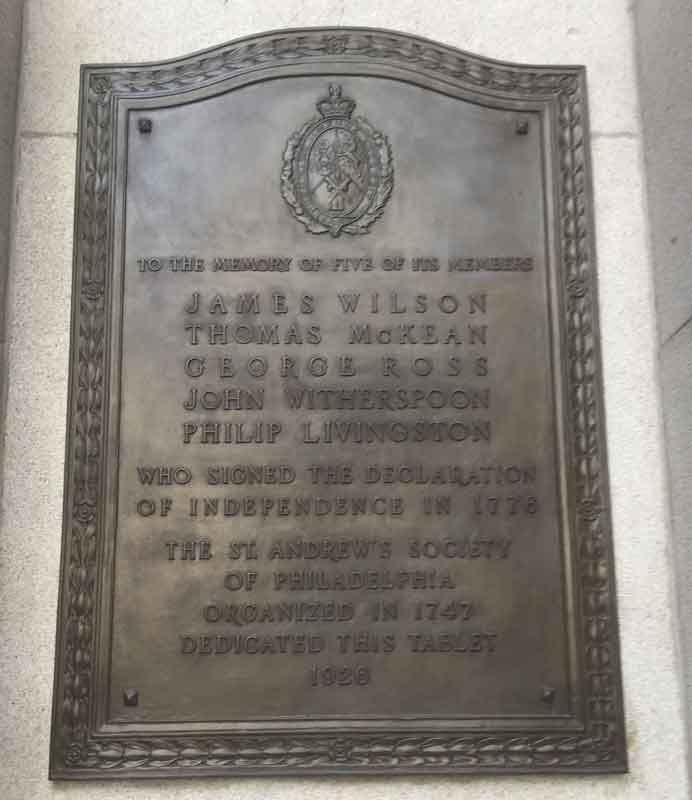 TO THE MEMORY OF FIVE OF ITS MEMBERS
JAMES WILSON
THOMAS McKEAN
GEORGE ROSS
JOHN WITHERSPOON
PHILIP LIVINGSTON
WHO SIGNED THE DECLARATION
OF INDEPENDENCE IN 1776
THE ST. ANDREW'S SOCIETY
OF PHILADELPHIA
ORGANIZED IN 1747
DEDICATED THIS TABLET